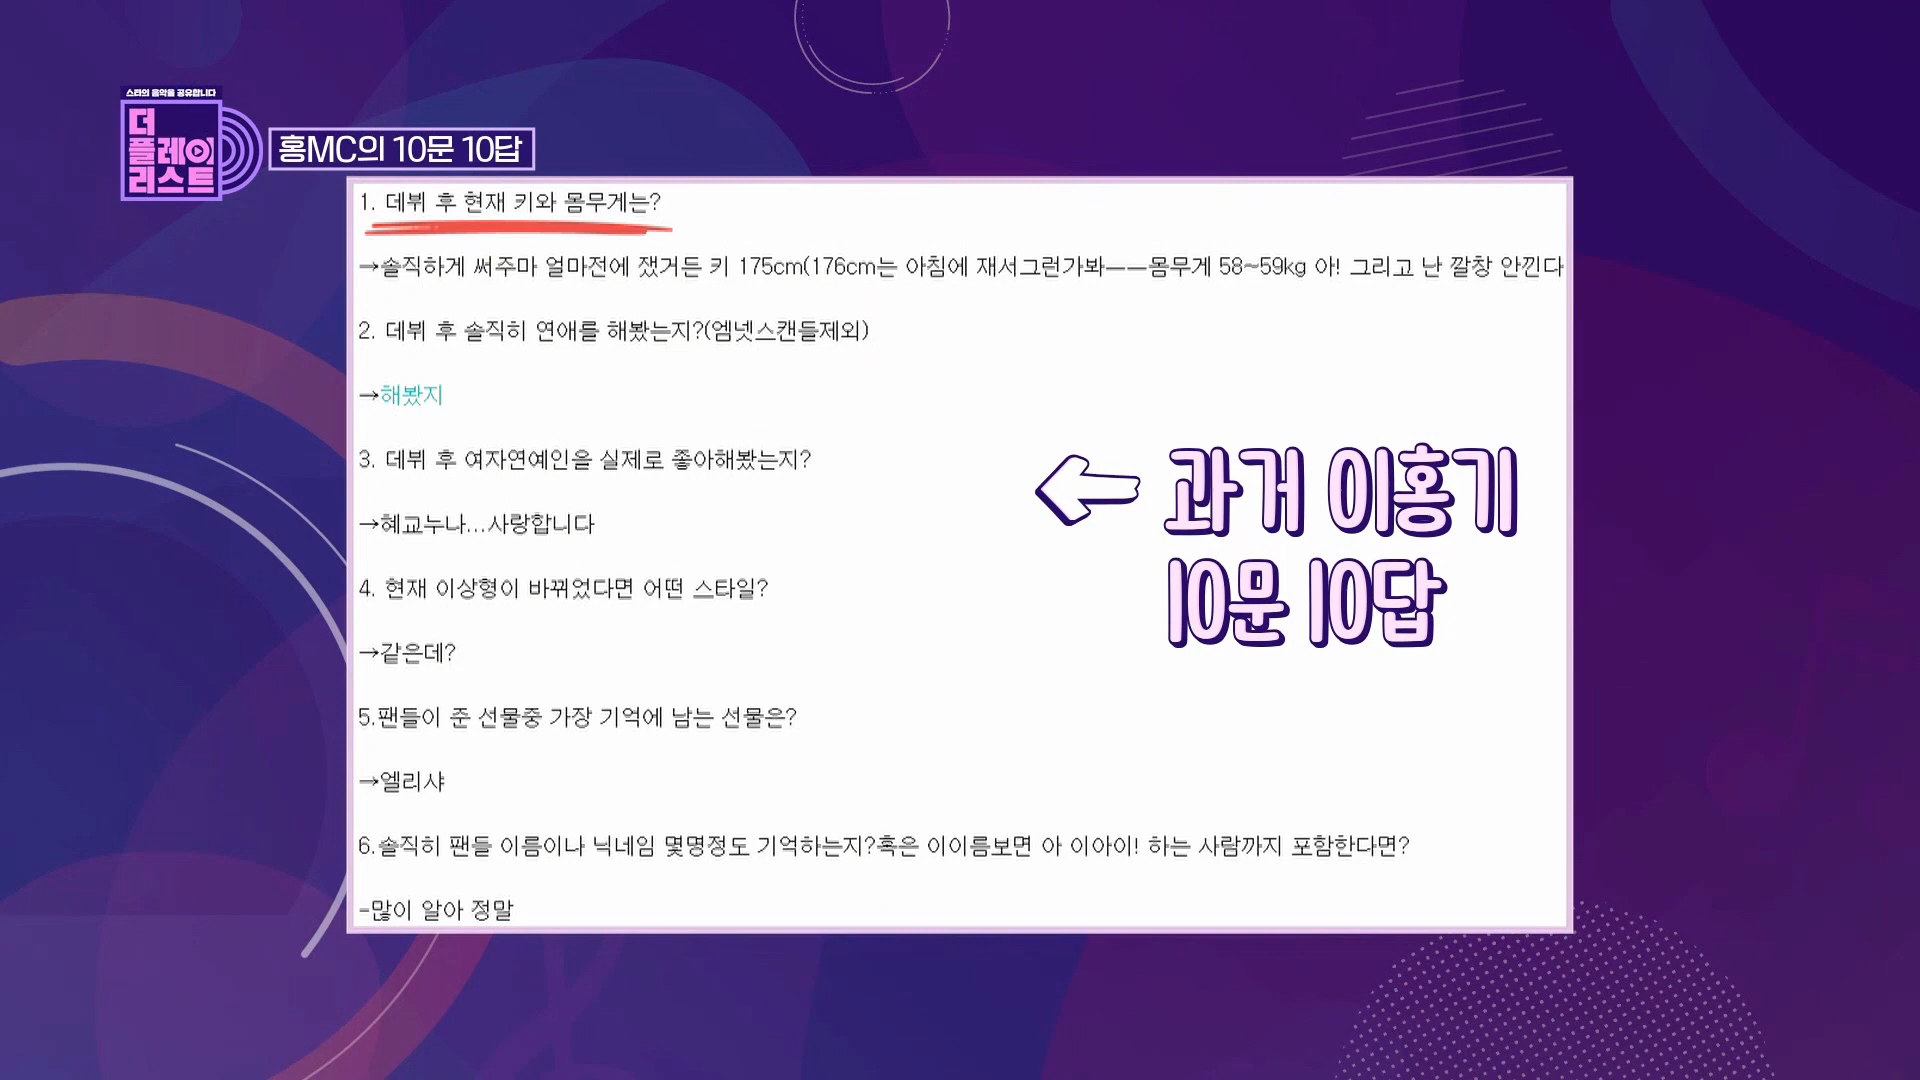 스타의 음악을 공유합니다
더
플레이
리스트
홍MC의 10문 10답
1. 데뷔 후 현재 키와 몸무게는?
→솔직하게 써주마 얼마전에 쟀거든 키 175cm(176cm는 아침에 재서그런가봐——몸무게 58~59kg 아! 그리고 난 깔창 안낀다
2. 데뷔 후 솔직히 연애를 해봤는지?(엠넷스캔들제외)
→해봤지
3. 데뷔 후 여자연예인을 실제로 좋아해봤는지?
→혜교누나...사랑합니다
4. 현재 이상형이 바뀌었다면 어떤 스타일?
→같은데?
5.팬들이 준 선물중 가장 기억에 남는 선물은?
→엘리샤
6.솔직히 팬들 이름이나 닉네임 몇명정도 기억하는지?혹은 이이름보면 아 이아이! 하는 사람까지 포함한다면?
-많이 알아 정말
과거 이홍기
10문 10답